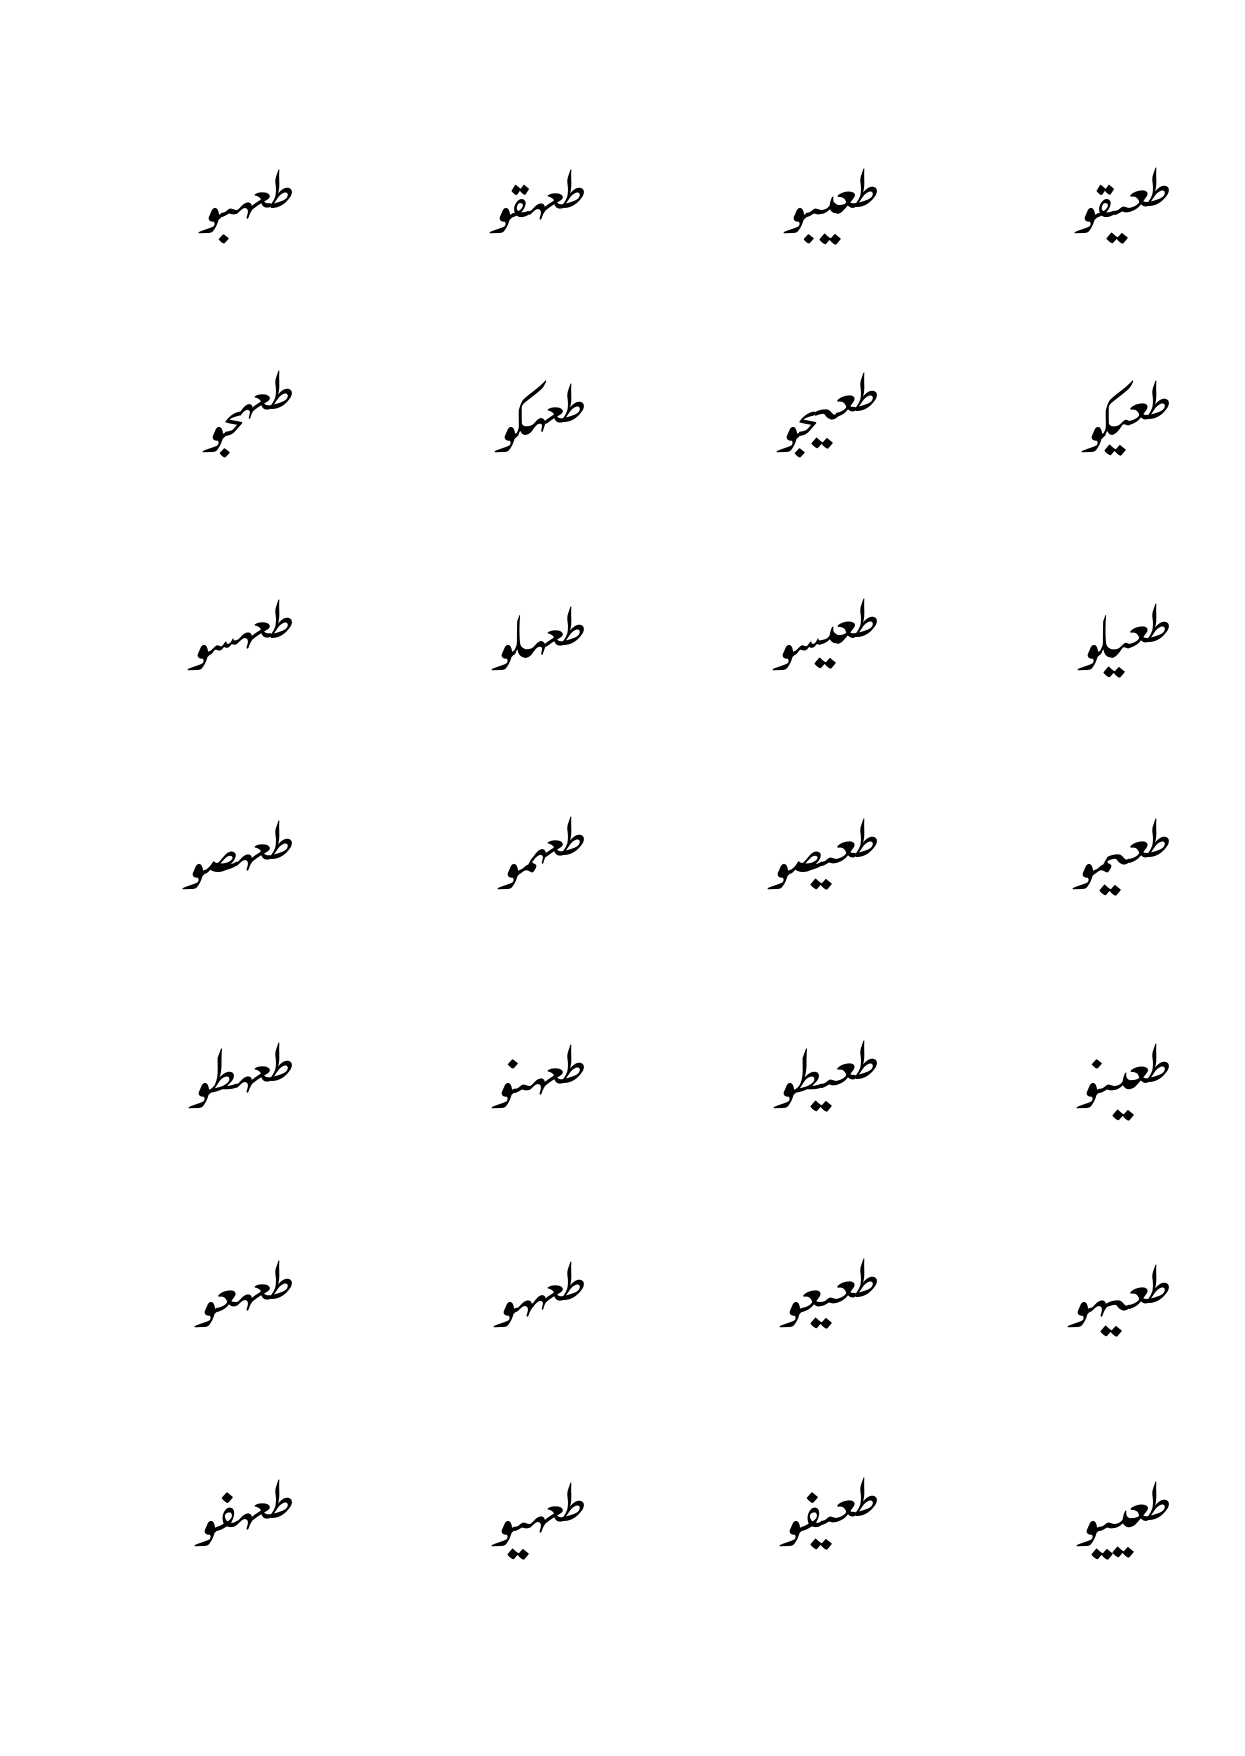 طعيقو طعيبو طعهقو طعهبو
طعيكو طعيجو طعهكو طعهجو
طعيلو طعيسو طعهلو طعهسو
طعيمو طعيصو طعهمو طعهصو
طعينو طعيطو طعهنو طعهطو
طعيهو طعيعو طعههو طعهعو
طعييو طعيفو طعهيو طعهفو